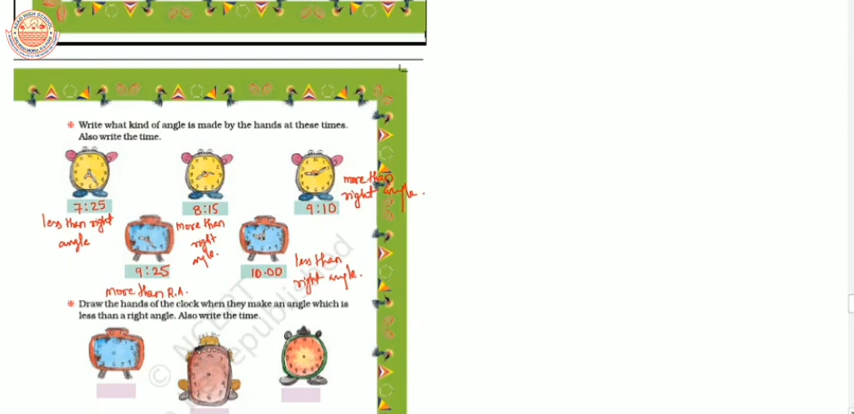 * Write what kind of angle is made by the hands at these times.
Also write the time.
7:25
8:15
9:10
more than
right angle.
less than right
angle
more than
right
angle.
9:25
10.00
less than
right angle.
more than R.A.
* Draw the hands of the clock when they make an angle which is
less than a right angle. Also write the time.